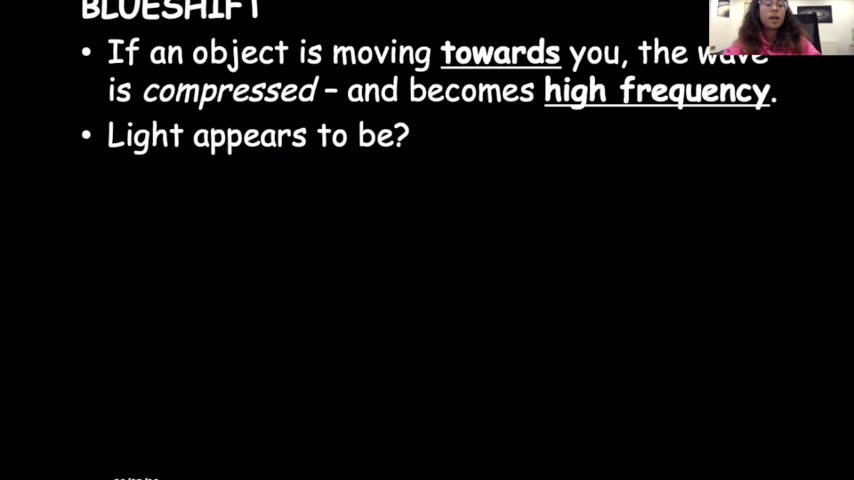 BLUESHIFT
• If an object is moving towards you, the wave
is compressed – and becomes high frequency.
• Light appears to be?